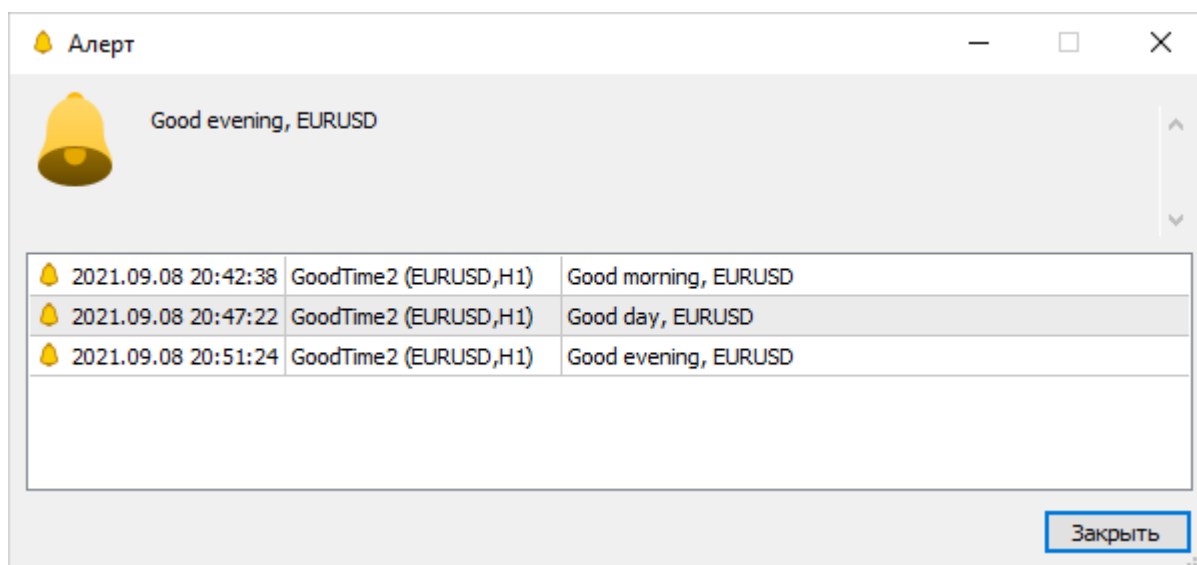 Алерт
Good evening, EURUSD
2021.09.08 20:42:38 GoodTime2 (EURUSD,H1) Good morning, EURUSD
2021.09.08 20:47:22 GoodTime2 (EURUSD,H1) Good day, EURUSD
2021.09.08 20:51:24 GoodTime2 (EURUSD,H1) Good evening, EURUSD
Закрыть